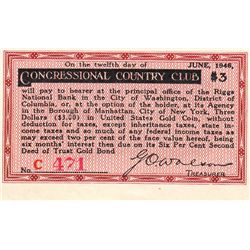 On the twelfth day of JUNE, 1946,
CONGRESSIONAL COUNTRY CLUB $3
will pay to bearer at the principal office of the Riggs
National Bank in the City of Washington, District of
Columbia, or, at the option of the holder, at its Agency
in the Borough of Manhattan, City of New York, Three
Dollars ($3.00) in United States Gold Coin, without
deduction for taxes, except inheritance taxes, state in-
come taxes and so much of any federal income taxes as
may exceed two per cent of the face value hereof, being
six months' interest then due on its Six Per Cent Second
Deed of Trust Gold Bond
No. C 471
TREASURER